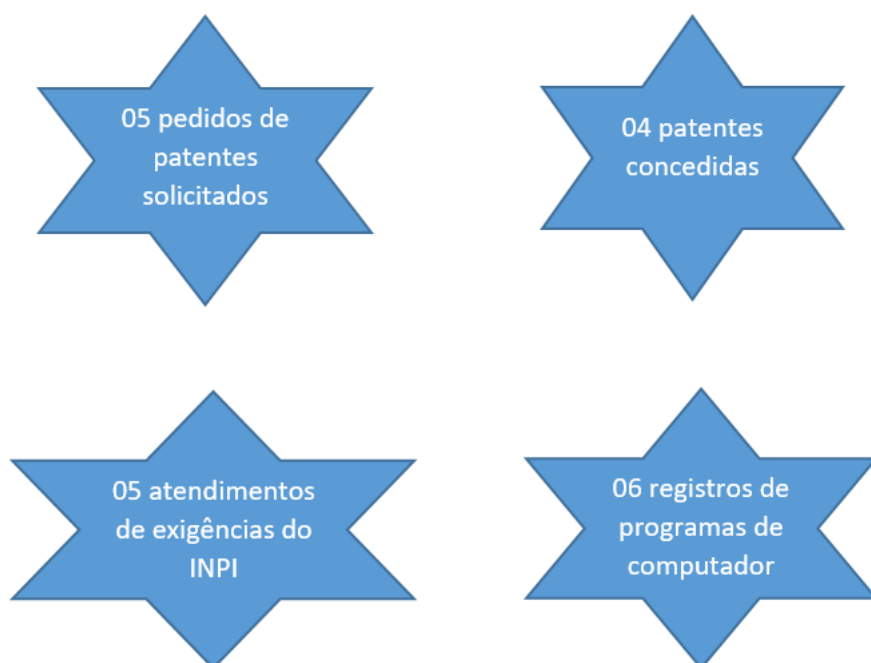 05 pedidos de
patentes
solicitados
04 patentes
concedidas
05 atendimentos
de exigências do
INPI
06 registros de
programas de
computador